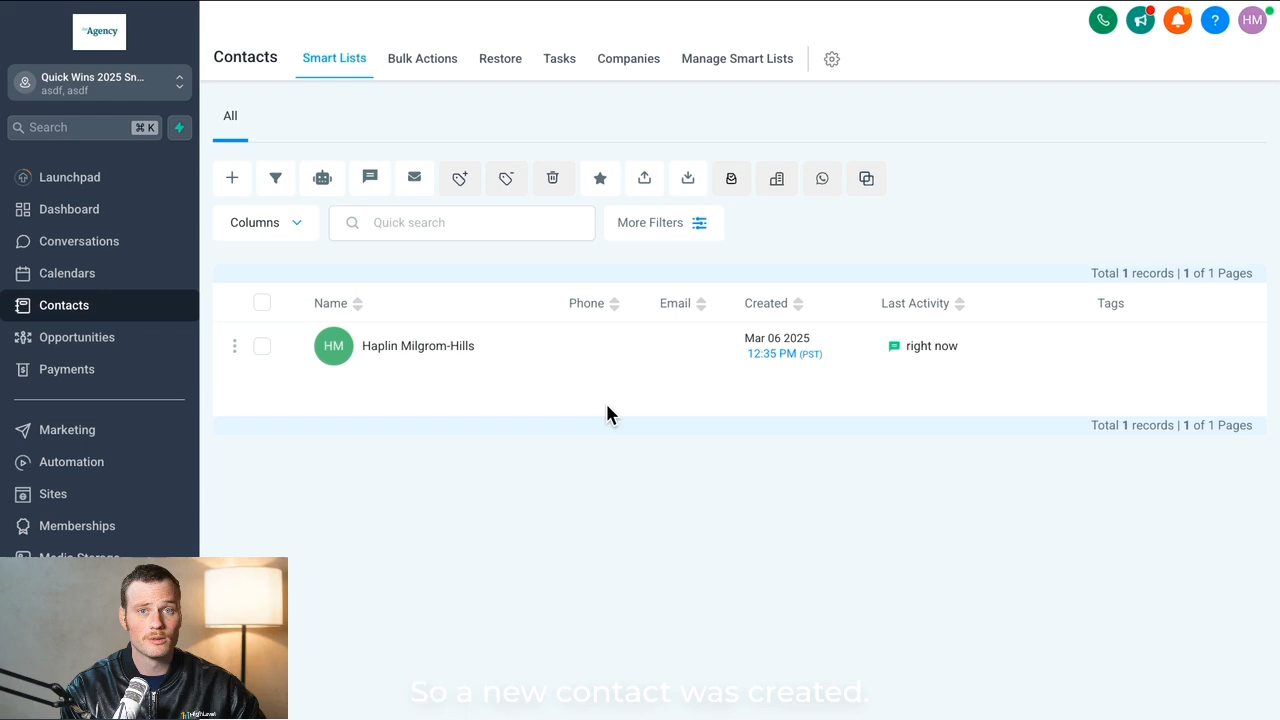 the Agency
Quick Wins 2025 Sn...
asdf, asdf
Search
⌘ K
Launchpad
Dashboard
Conversations
Calendars
Contacts
Opportunities
Payments
Marketing
Automation
Sites
Memberships
Media Storage
Contacts
Smart Lists
Bulk Actions
Restore
Tasks
Companies
Manage Smart Lists
?
HM
All
Columns
Quick search
More Filters
Total 1 records | 1 of 1 Pages
Name
Phone
Email
Created
Last Activity
Tags
HM
Haplin Milgrom-Hills
Mar 06 2025
12:35 PM (PST)
right now
Total 1 records | 1 of 1 Pages
HighLevel
So a new contact was created.